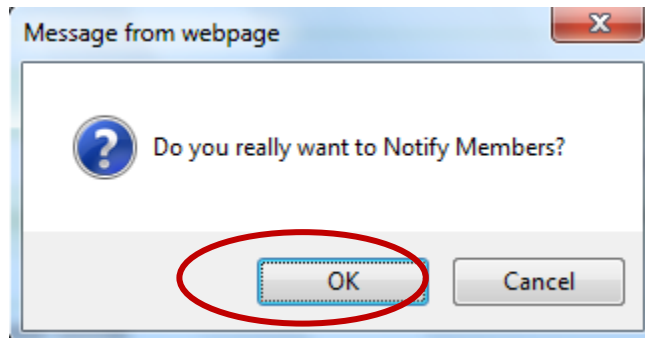 Message from webpage
Do you really want to Notify Members?
OK
Cancel